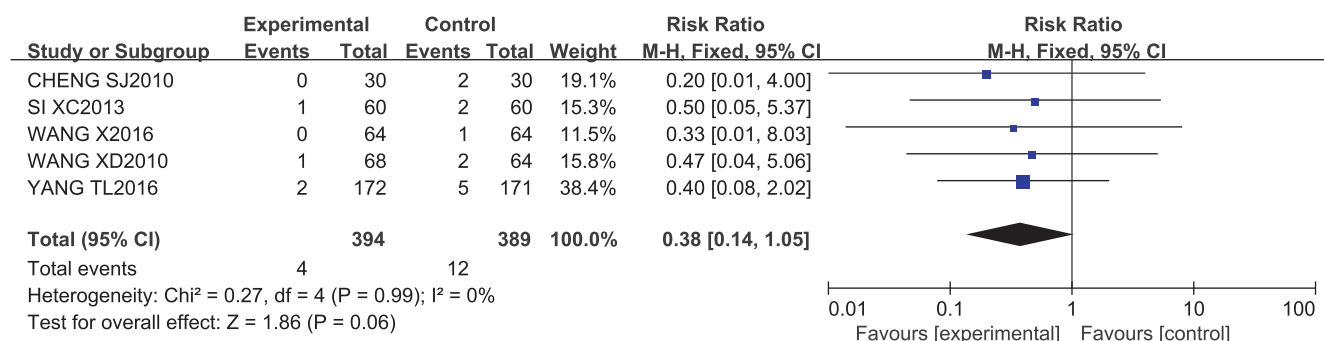 Experimental Control Risk Ratio Risk Ratio
Study or Subgroup Events Total Events Total Weight M-H, Fixed, 95% CI M-H, Fixed, 95% CI
CHENG SJ2010 0 30 2 30 19.1% 0.20 [0.01, 4.00]
SI XC2013 1 60 2 60 15.3% 0.50 [0.05, 5.37]
WANG X2016 0 64 1 64 11.5% 0.33 [0.01, 8.03]
WANG XD2010 1 68 2 64 15.8% 0.47 [0.04, 5.06]
YANG TL2016 2 172 5 171 38.4% 0.40 [0.08, 2.02]
Total (95% CI) 394 389 100.0% 0.38 [0.14, 1.05]
Total events 4 12
Heterogeneity: Chi² = 0.27, df = 4 (P = 0.99); I² = 0%
Test for overall effect: Z = 1.86 (P = 0.06)
0.01 0.1 1 10 100
Favours [experimental] Favours [control]